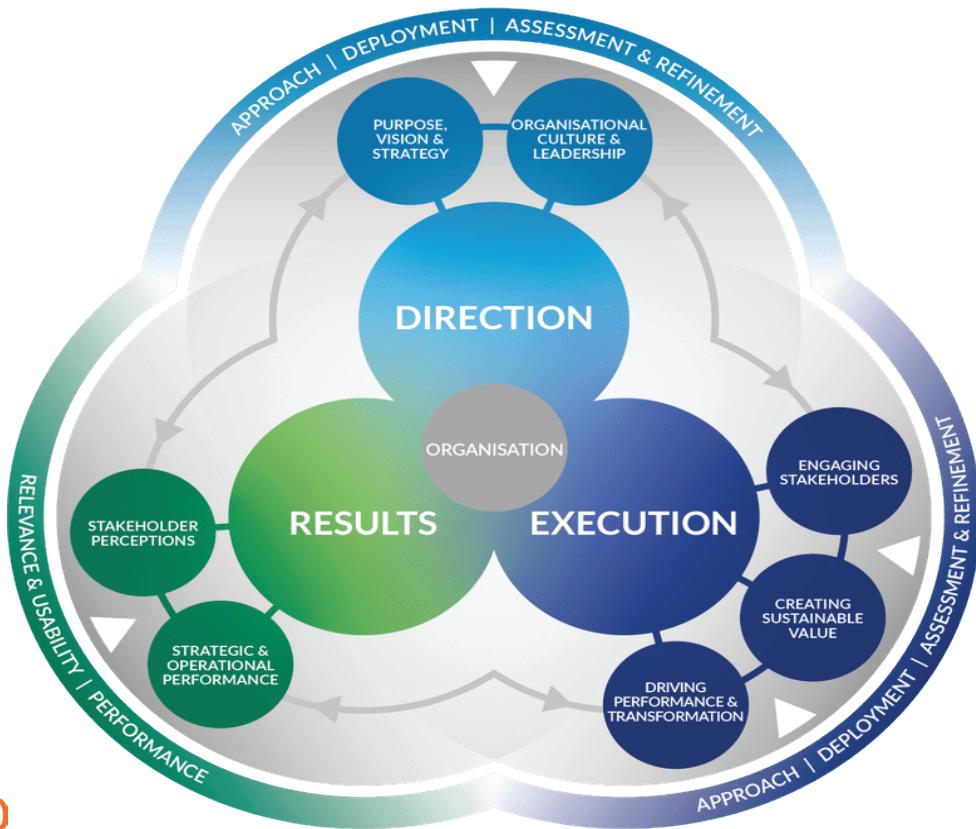 APPROACH | DEPLOYMENT | ASSESSMENT & REFINEMENT
PURPOSE,
VISION &
STRATEGY
ORGANISATIONAL
CULTURE &
LEADERSHIP
DIRECTION
ORGANISATION
RESULTS
EXECUTION
STAKEHOLDER
PERCEPTIONS
STRATEGIC &
OPERATIONAL
PERFORMANCE
ENGAGING
STAKEHOLDERS
CREATING
SUSTAINABLE
VALUE
DRIVING
PERFORMANCE &
TRANSFORMATION
RELEVANCE & USABILITY | PERFORMANCE
APPROACH | DEPLOYMENT | ASSESSMENT & REFINEMENT